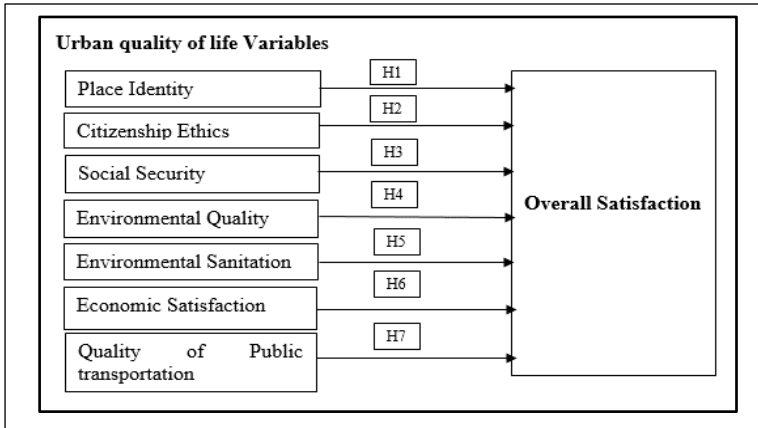 Urban quality of life Variables
H1
Place Identity
H2
Citizenship Ethics
H3
Social Security
H4
Environmental Quality
Overall Satisfaction
H5
Environmental Sanitation
H6
Economic Satisfaction
H7
Quality of Public
transportation